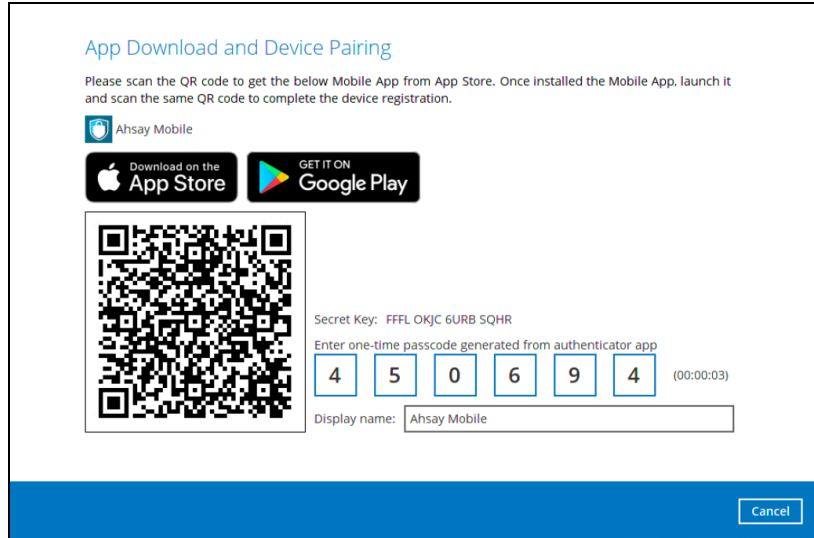 App Download and Device Pairing
Please scan the QR code to get the below Mobile App from App Store. Once installed the Mobile App, launch it
and scan the same QR code to complete the device registration.
Ahsay Mobile
Download on the
App Store
GET IT ON
Google Play
Secret Key: FFFL OKJC 6URB SQHR
Enter one-time passcode generated from authenticator app
4 5 0 6 9 4 (00:00:03)
Display name: Ahsay Mobile
Cancel